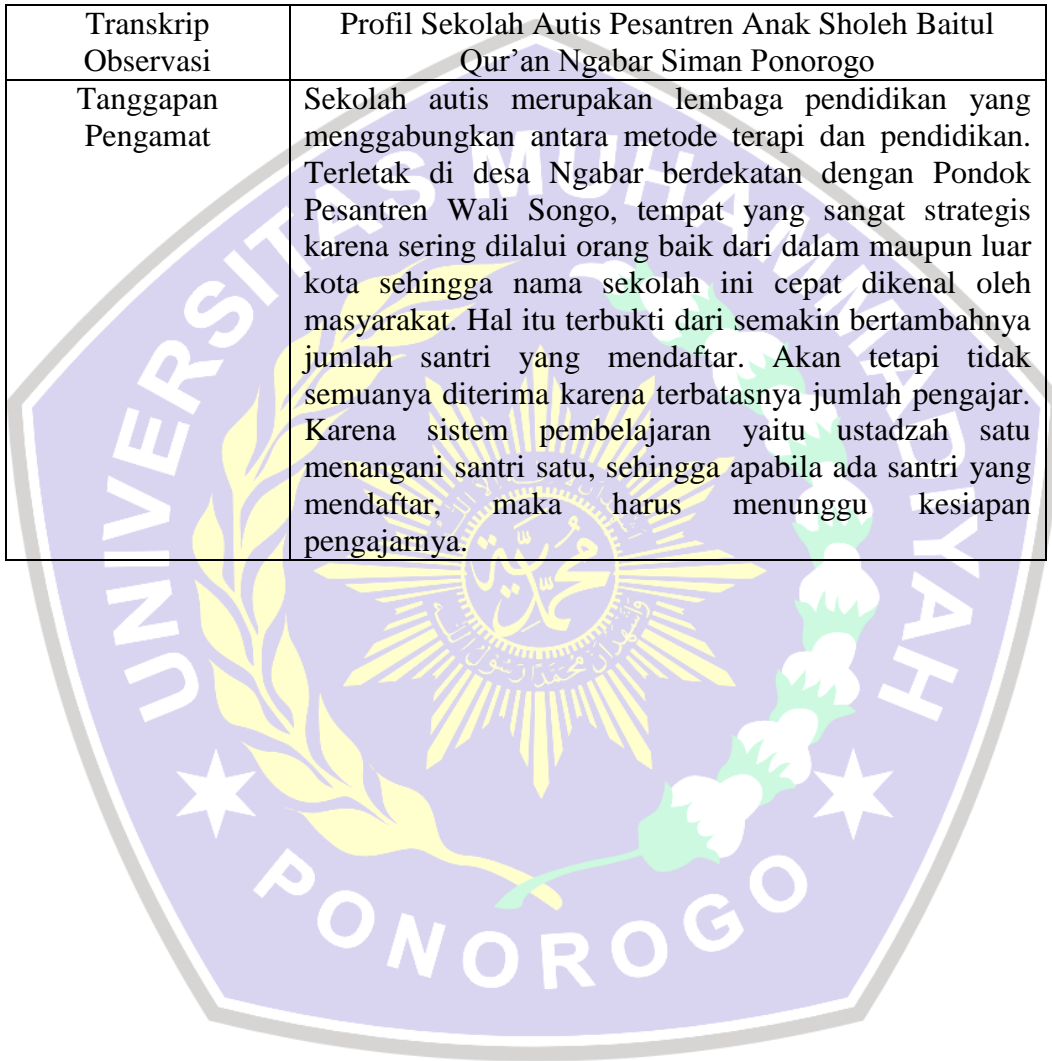 Transkrip
Observasi
Profil Sekolah Autis Pesantren Anak Sholeh Baitul
Qur’an Ngabar Siman Ponorogo
Tanggapan
Pengamat
Sekolah autis merupakan lembaga pendidikan yang
menggabungkan antara metode terapi dan pendidikan.
Terletak di desa Ngabar berdekatan dengan Pondok
Pesantren Wali Songo, tempat yang sangat strategis
karena sering dilalui orang baik dari dalam maupun luar
kota sehingga nama sekolah ini cepat dikenal oleh
masyarakat. Hal itu terbukti dari semakin bertambahnya
jumlah santri yang mendaftar. Akan tetapi tidak
semuanya diterima karena terbatasnya jumlah pengajar.
Karena sistem pembelajaran yaitu ustadzah satu
menangani santri satu, sehingga apabila ada santri yang
mendaftar, maka harus menunggu kesiapan
pengajarnya.
UNIVERSITAS MUHAMMADIYAH
PONOROGO